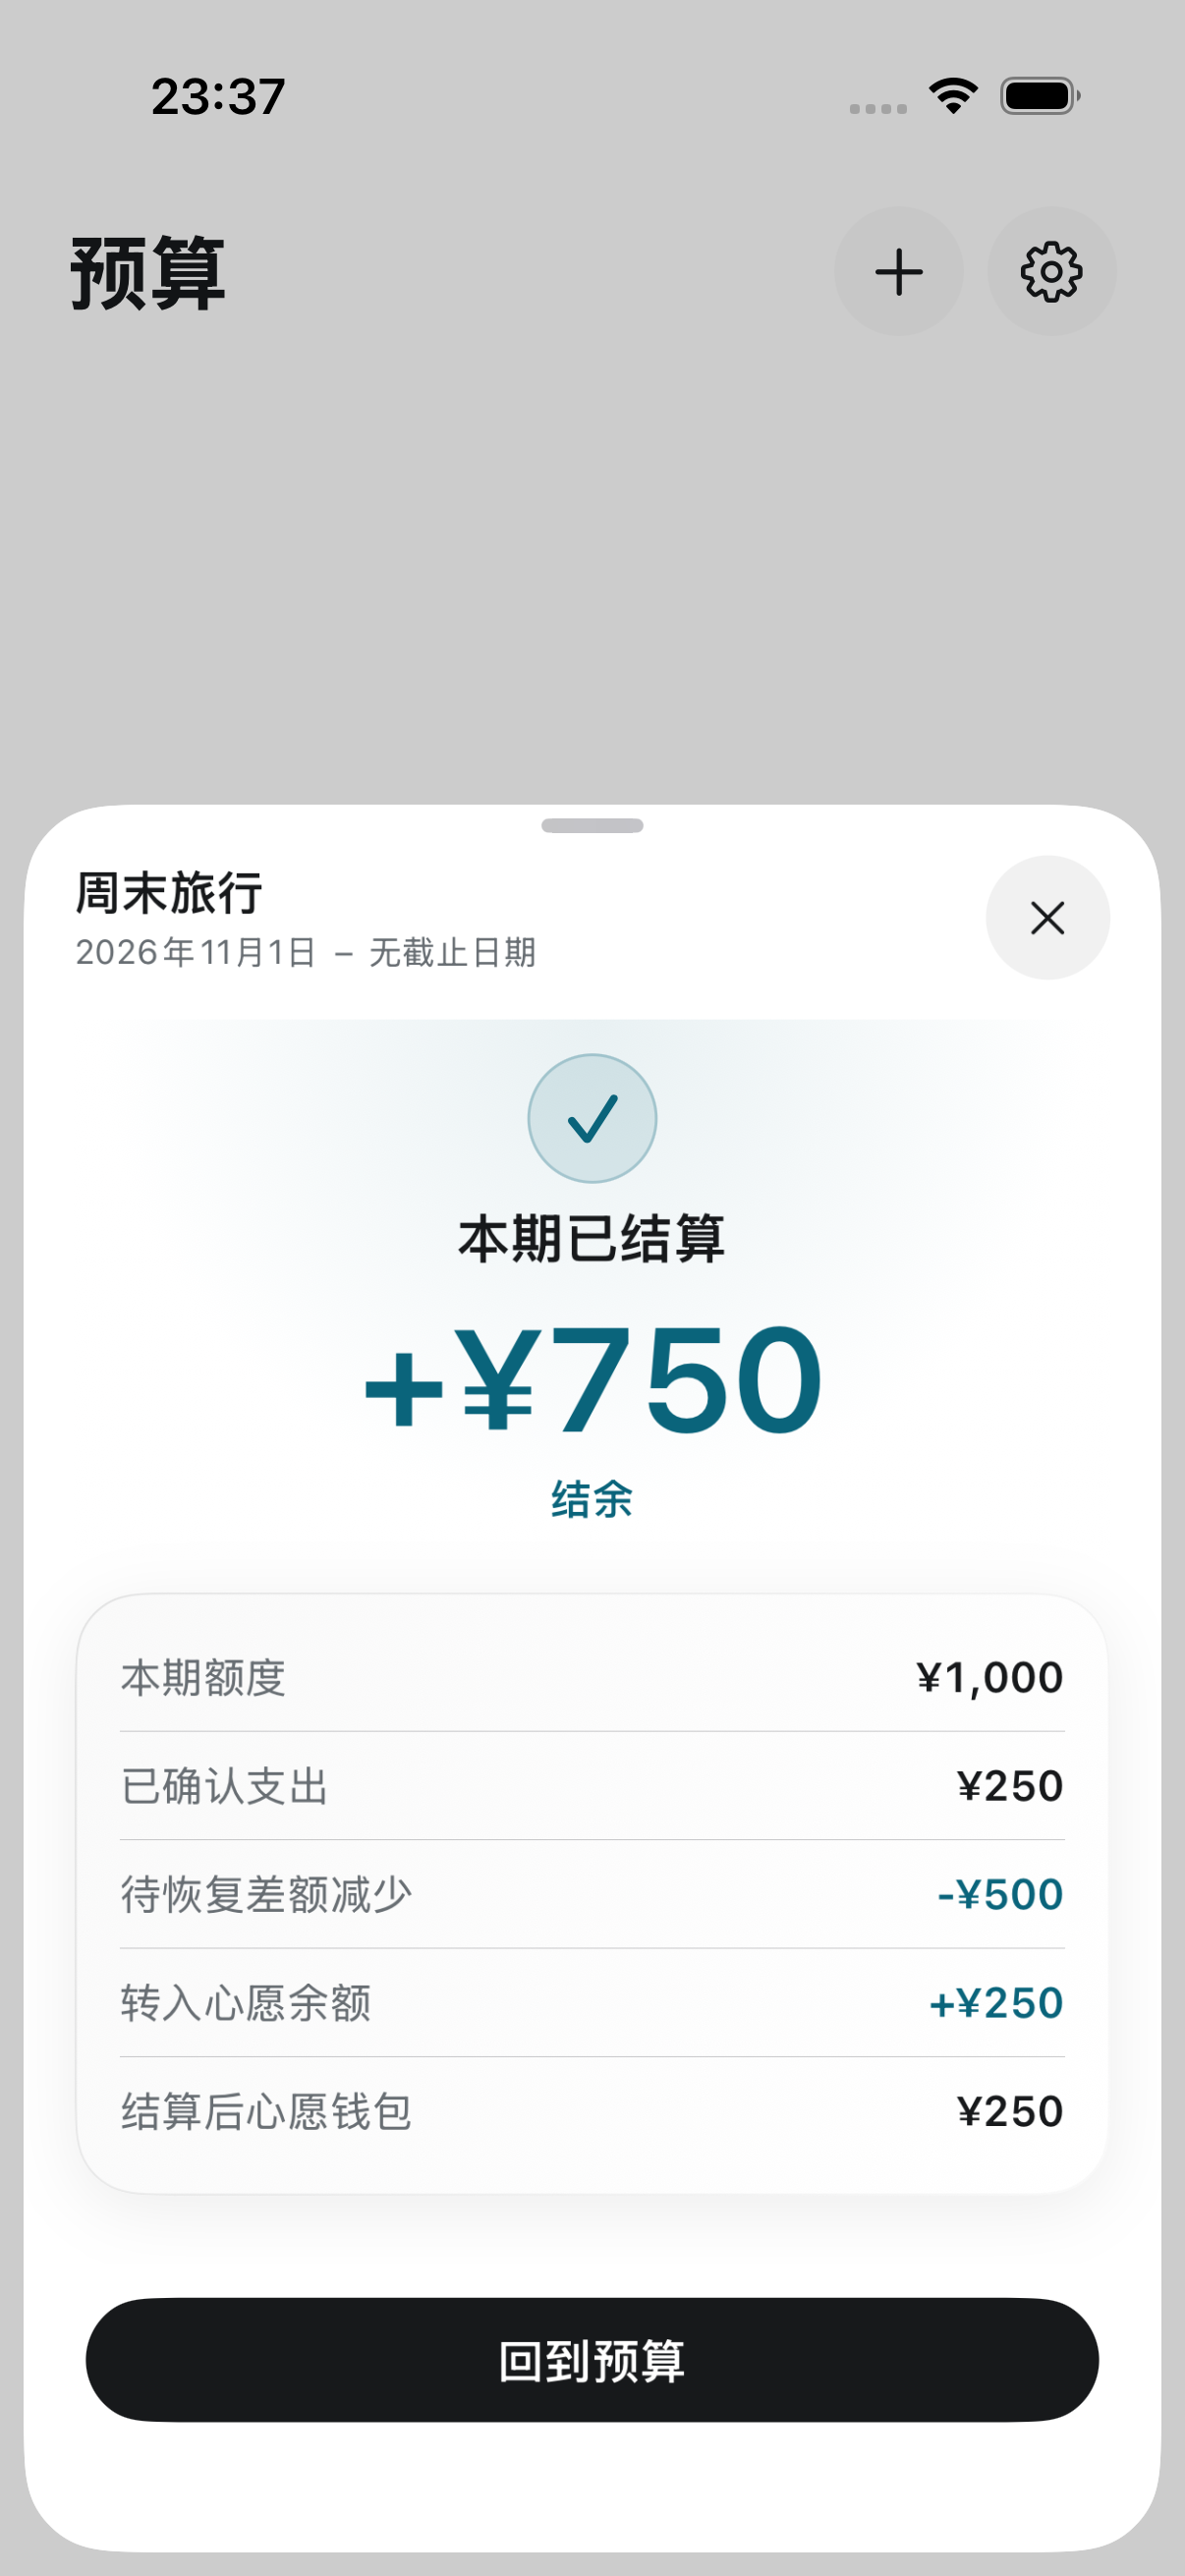 23:37
预算
周末旅行
2026年11月1日 – 无截止日期
本期已结算
+¥750
结余
本期额度 ¥1,000
已确认支出 ¥250
待恢复差额减少 -¥500
转入心愿余额 +¥250
结算后心愿钱包 ¥250
回到预算